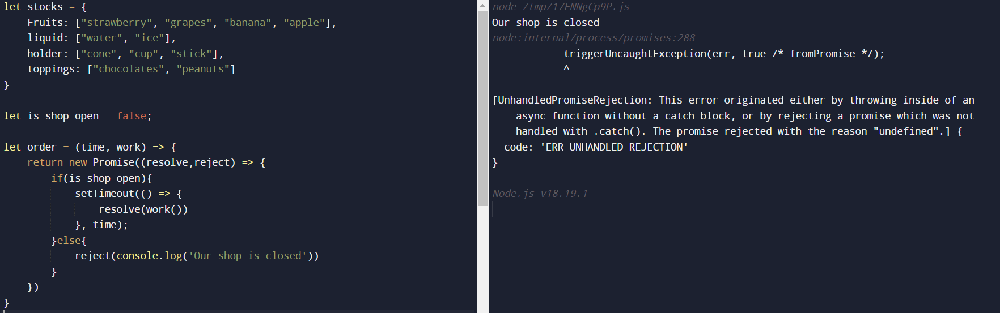 let stocks = {
    Fruits: ["strawberry", "grapes", "banana", "apple"],
    liquid: ["water", "ice"],
    holder: ["cone", "cup", "stick"],
    toppings: ["chocolates", "peanuts"]
}

let is_shop_open = false;

let order = (time, work) => {
    return new Promise((resolve,reject) => {
        if(is_shop_open){
            setTimeout(() => {
                resolve(work())
            }, time);
        }else{
            reject(console.log('Our shop is closed'))
        }
    })
}
node /tmp/17FNNgCp9P.js
Our shop is closed
node:internal/process/promises:288
            triggerUncaughtException(err, true /* fromPromise */);
            ^

[UnhandledPromiseRejection: This error originated either by throwing inside of an
    async function without a catch block, or by rejecting a promise which was not
    handled with .catch(). The promise rejected with the reason "undefined".] {
  code: 'ERR_UNHANDLED_REJECTION'
}

Node.js v18.19.1